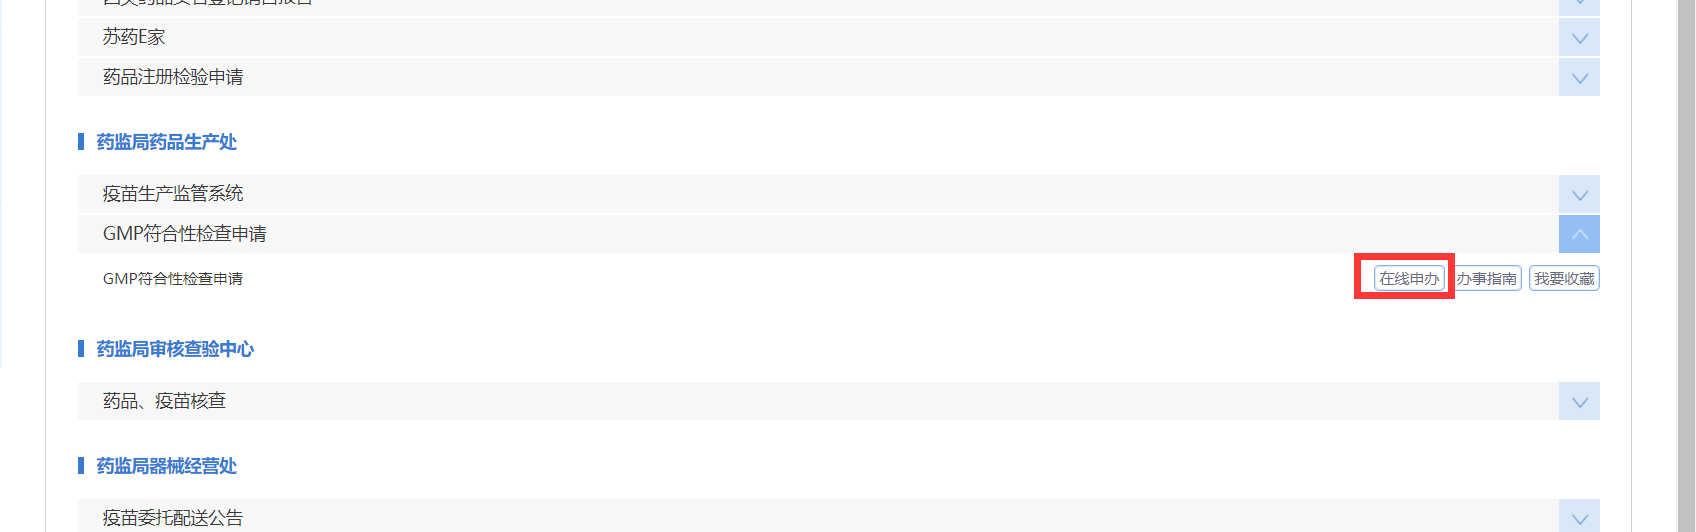 苏药E家
药品注册检验申请
药监局药品生产处
疫苗生产监管系统
GMP符合性检查申请
GMP符合性检查申请 在线申办 办事指南 我要收藏
药监局审核查验中心
药品、疫苗核查
药监局器械经营处
疫苗委托配送公告